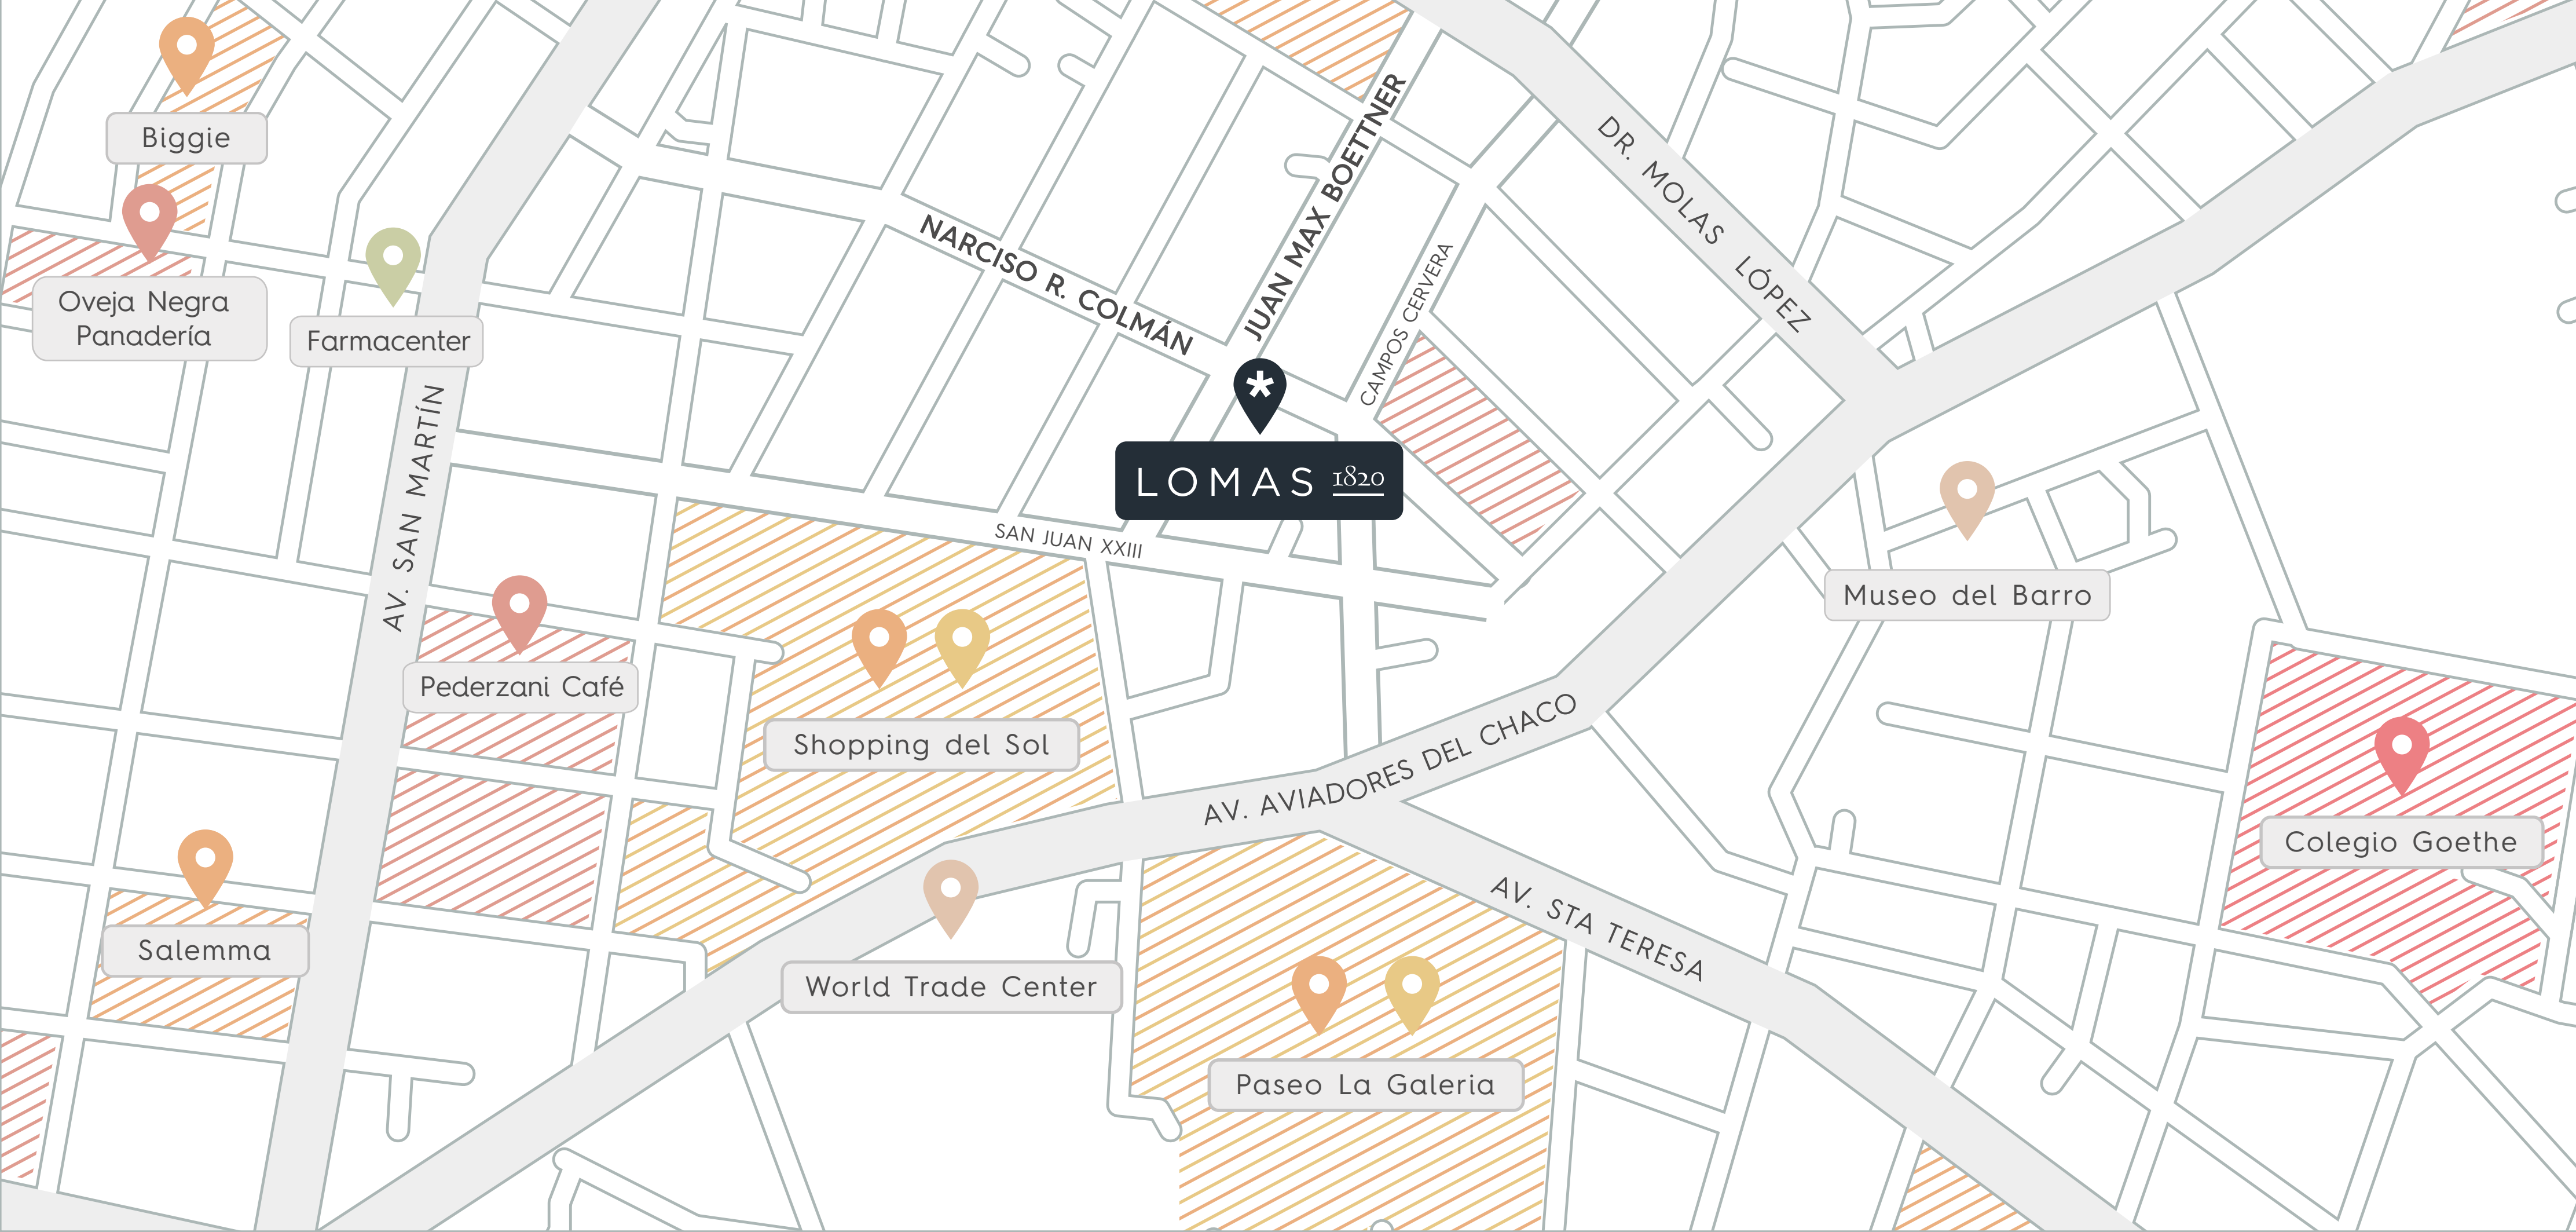 Biggie
Oveja Negra
Panadería
Farmacenter
AV. SAN MARTÍN
NARCISO R. COLMÁN
JUAN MAX BOETTNER
CAMPOS CERVERA
DR. MOLAS LÓPEZ
*
LOMAS 1820
SAN JUAN XXIII
Museo del Barro
Pederzani Café
Shopping del Sol
AV. AVIADORES DEL CHACO
Colegio Goethe
Salemma
World Trade Center
AV. STA TERESA
Paseo La Galeria